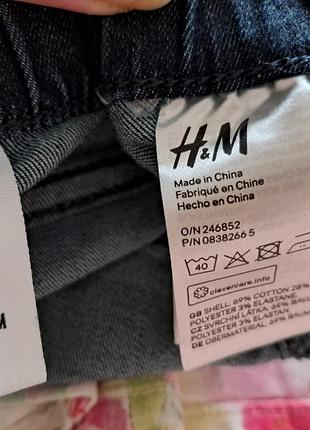 H&M
Made in China
Fabriqué en Chine
Hecho en China
O/N 246852
P/N 0838266 5
40
clevercare.info
GB SHELL: 69% COTTON 28%
POLYESTER 3% ELASTANE.
CZ SVRCHNÍ LÁTKA: 69% BAVL
POLYESTER 3% ELASTAN.
DE OBERMATERIAL: 69% BAUM